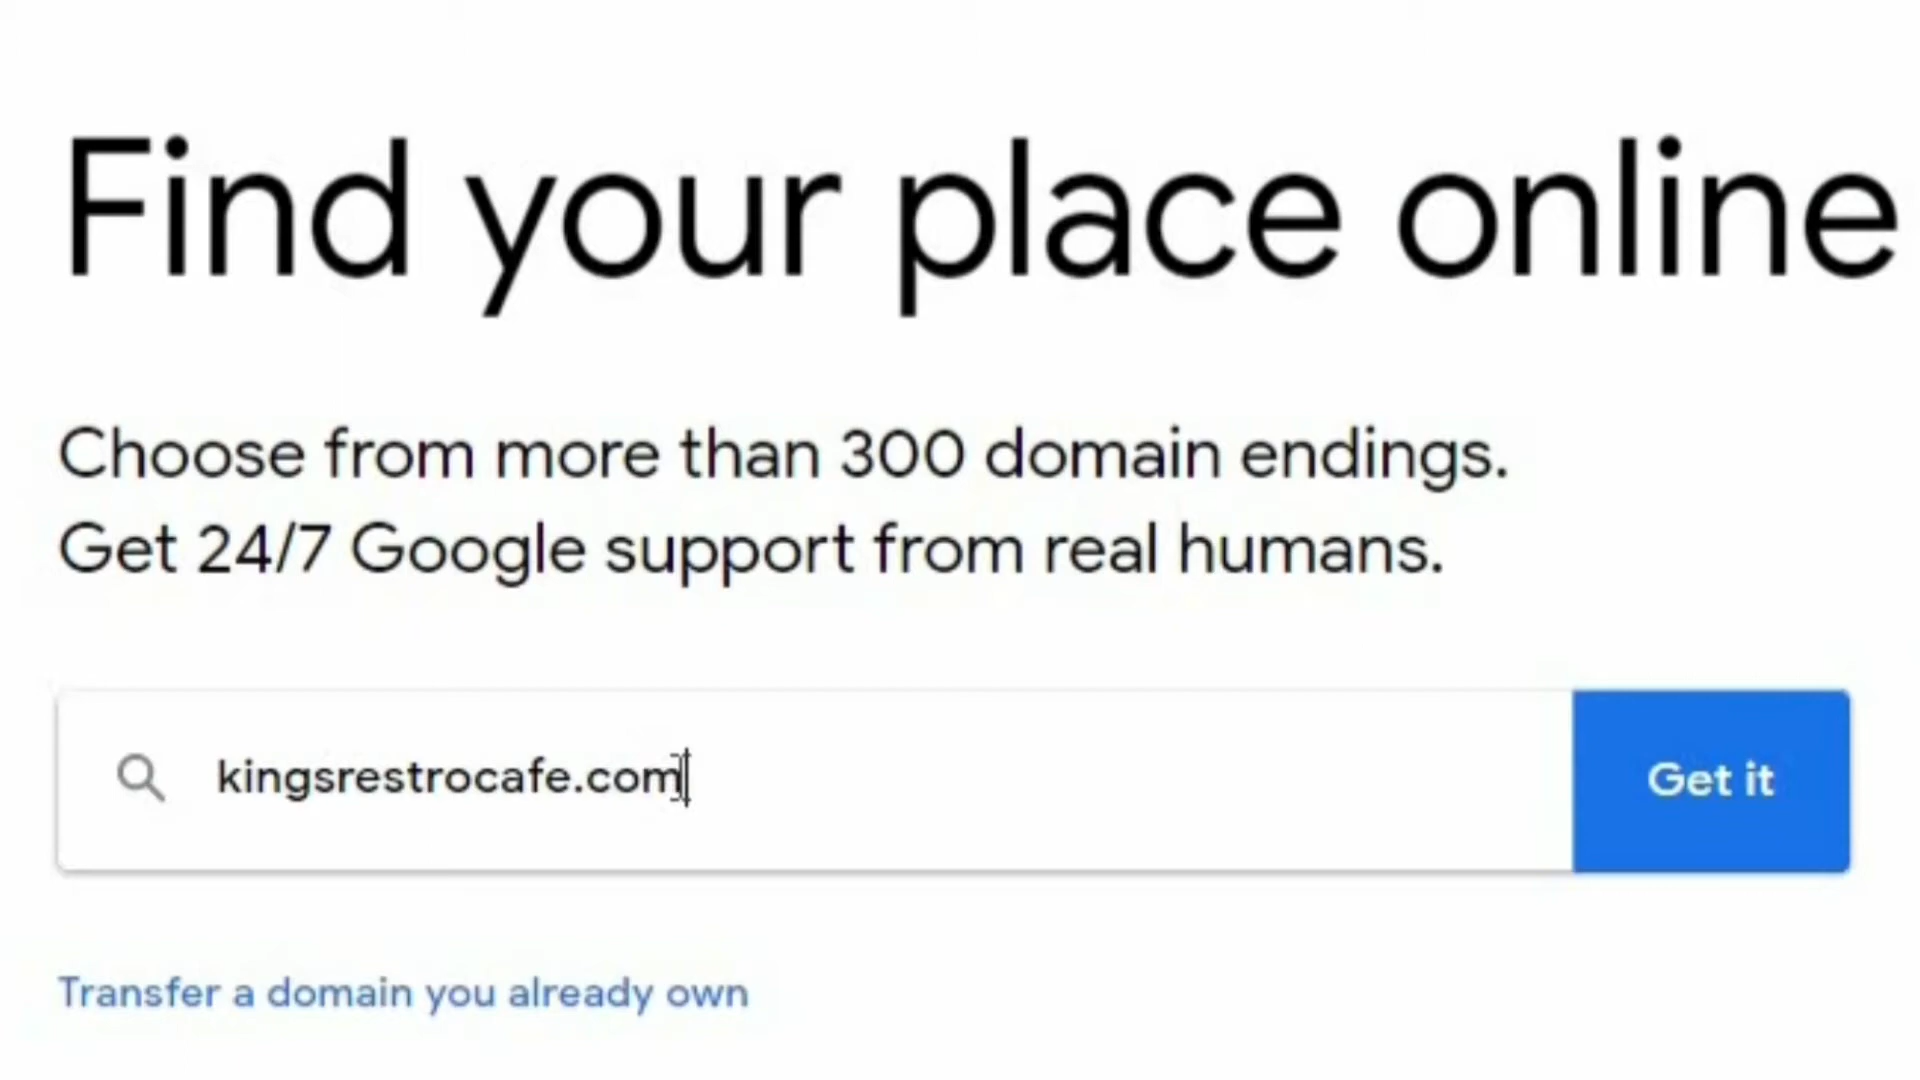 Find your place online
Choose from more than 300 domain endings.
Get 24/7 Google support from real humans.
kingsrestrocafe.com
Get it
Transfer a domain you already own